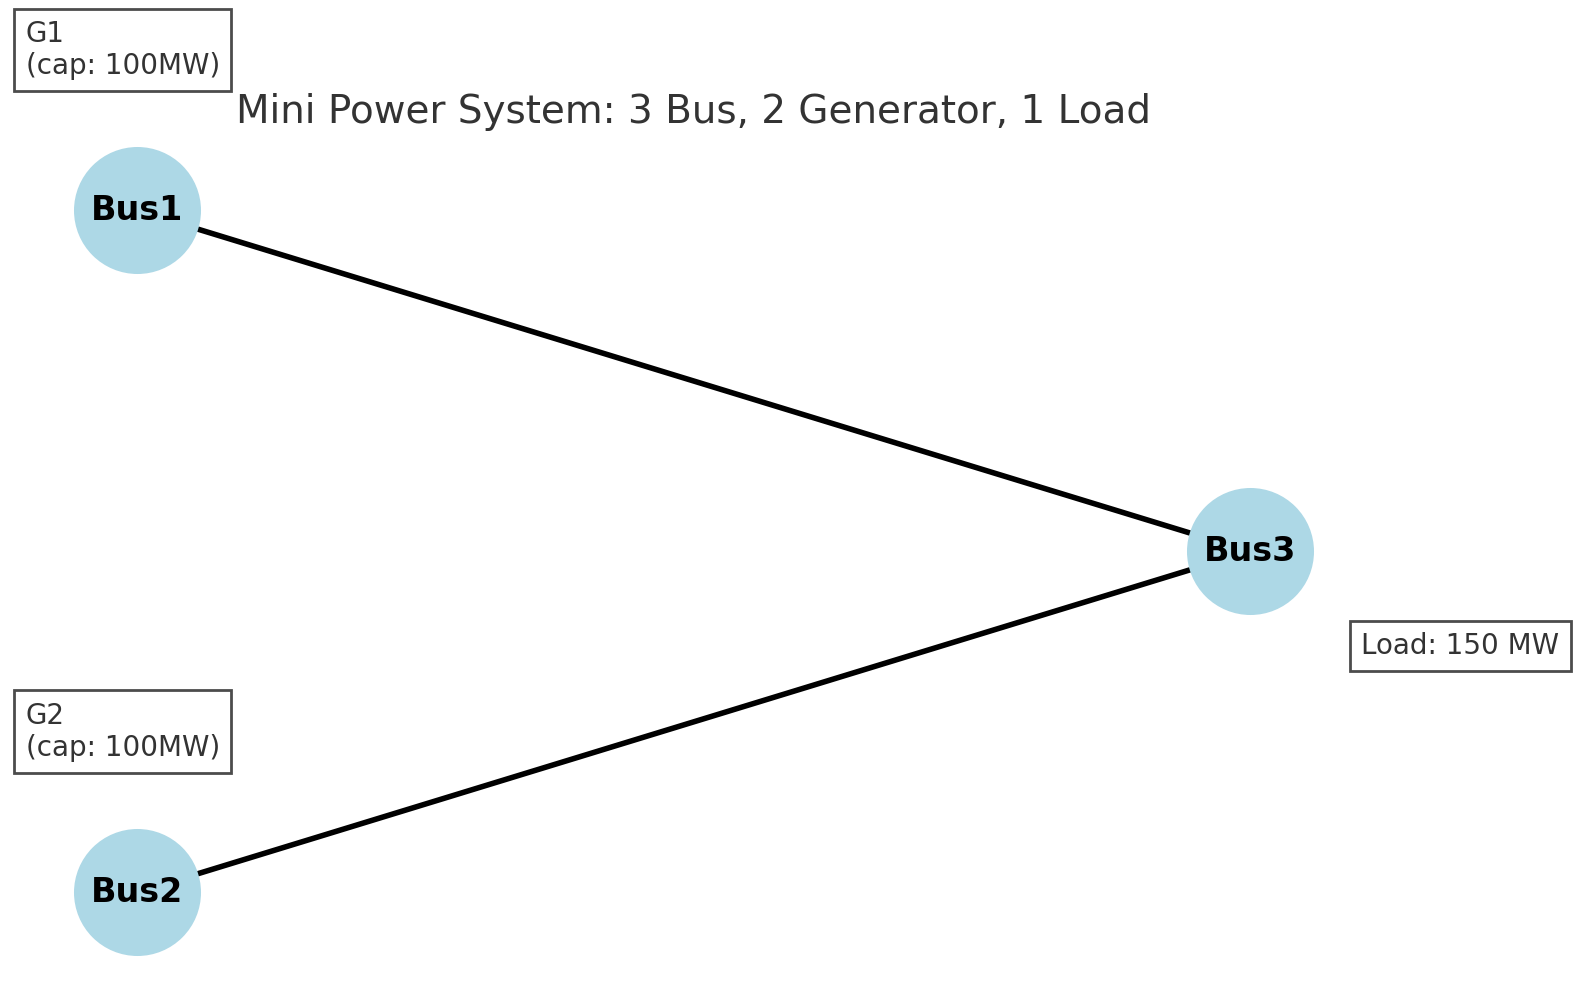 G1
(cap: 100MW)
Mini Power System: 3 Bus, 2 Generator, 1 Load
Bus1
Bus3
Load: 150 MW
G2
(cap: 100MW)
Bus2